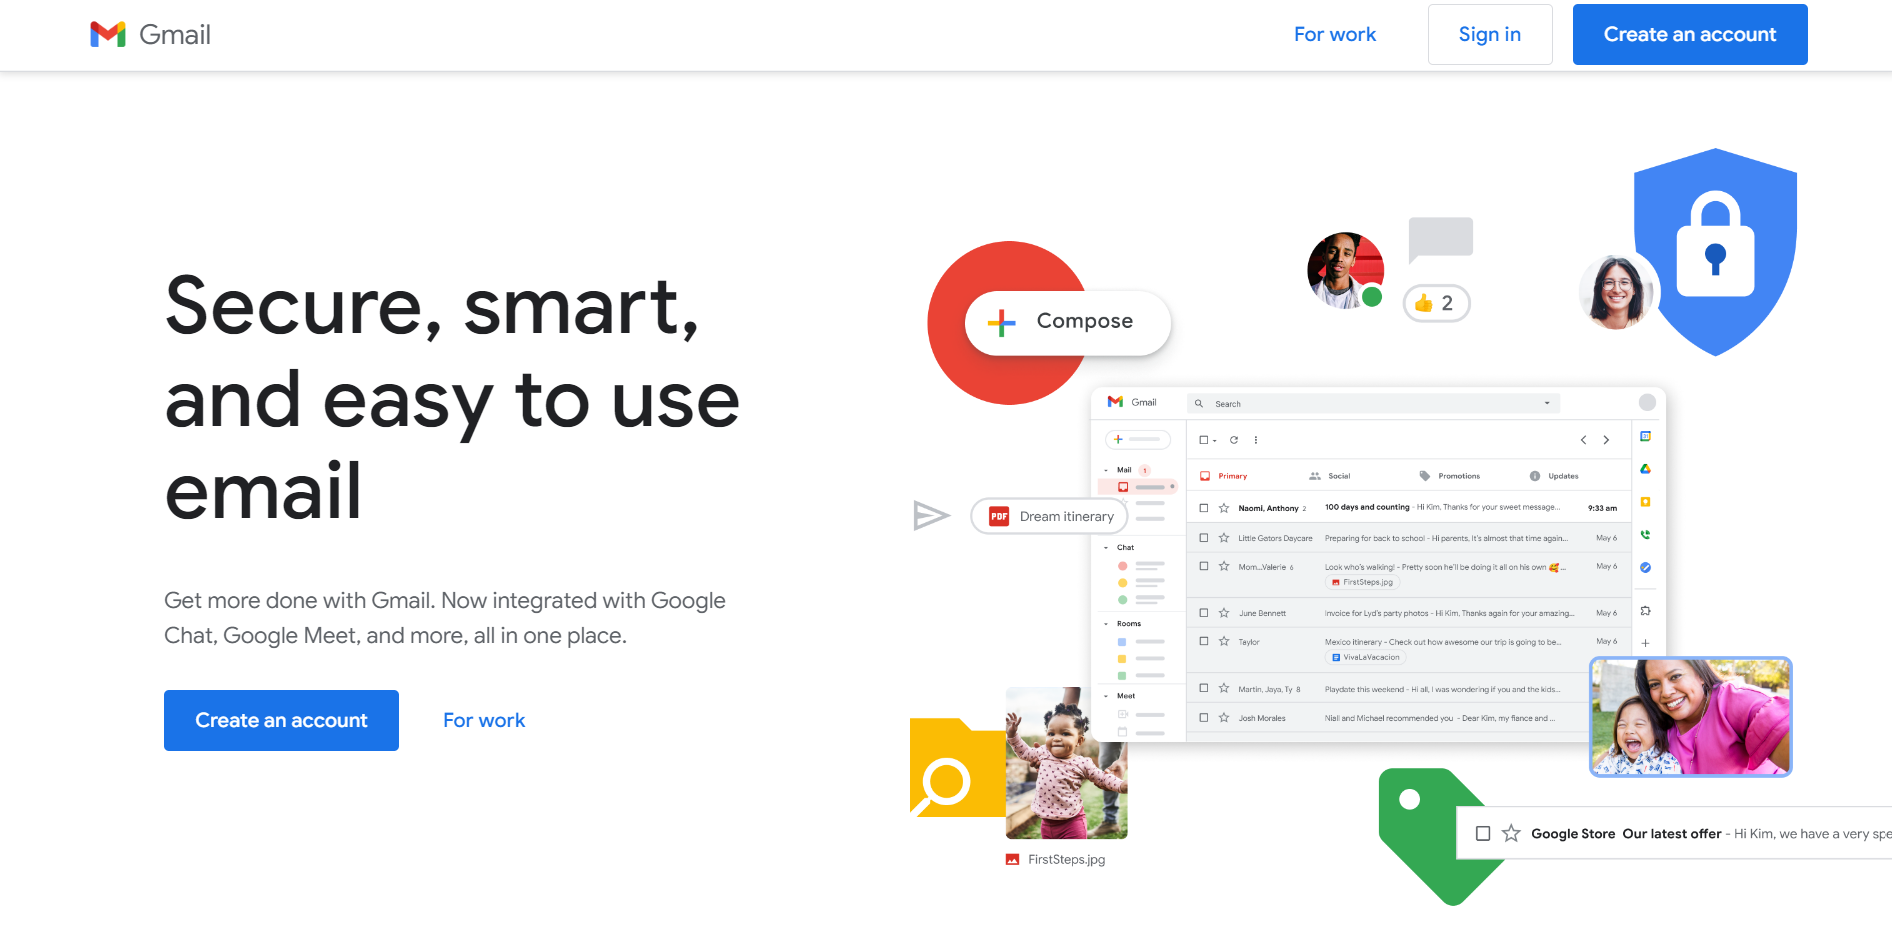 Gmail
For work
Sign in
Create an account
Secure, smart,
and easy to use
email
Get more done with Gmail. Now integrated with Google
Chat, Google Meet, and more, all in one place.
Create an account
For work
Compose
👍 2
Gmail
Search
Mail 1
Primary
Social
Promotions
Updates
Naomi, Anthony 2 100 days and counting - Hi Kim, Thanks for your sweet message... 9:33 am
PDF Dream itinerary
Little Gators Daycare Preparing for back to school - Hi parents, It's almost that time again... May 6
Chat
Mom...Valerie 6 Look who's walking! - Pretty soon he'll be doing it all on his own 🥰 ... May 6
FirstSteps.jpg
June Bennett Invoice for Lyd's party photos - Hi Kim, Thanks again for your amazing... May 6
Rooms
Taylor Mexico itinerary - Check out how awesome our trip is going to be... May 6
VivaLaVacacion
Martin, Jaya, Ty 8 Playdate this weekend - Hi all, I was wondering if you and the kids...
Meet
Josh Morales Niall and Michael recommended you - Dear Kim, my fiance and ...
FirstSteps.jpg
Google Store Our latest offer - Hi Kim, we have a very spe